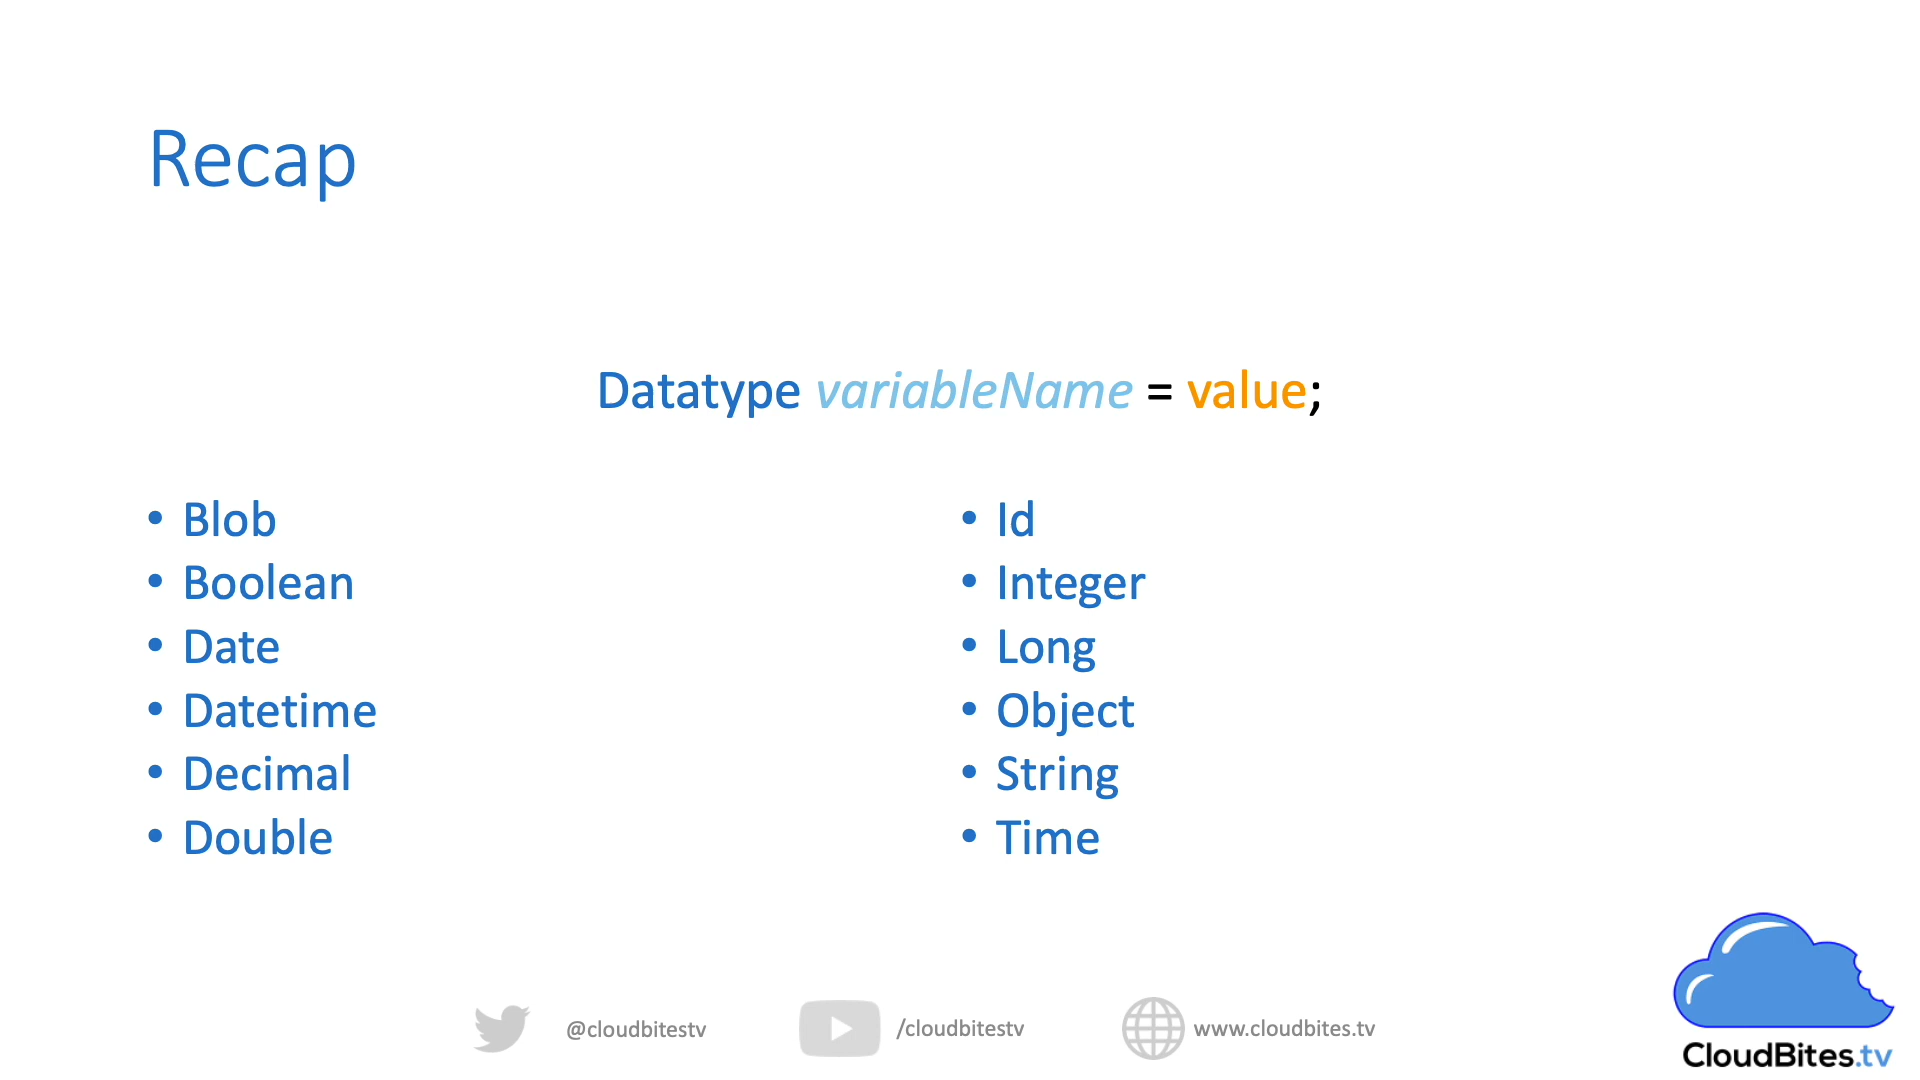 Recap
Datatype variableName = value;
• Blob
• Boolean
• Date
• Datetime
• Decimal
• Double
• Id
• Integer
• Long
• Object
• String
• Time
@cloudbitestv
/cloudbitestv
www.cloudbites.tv
CloudBites.tv